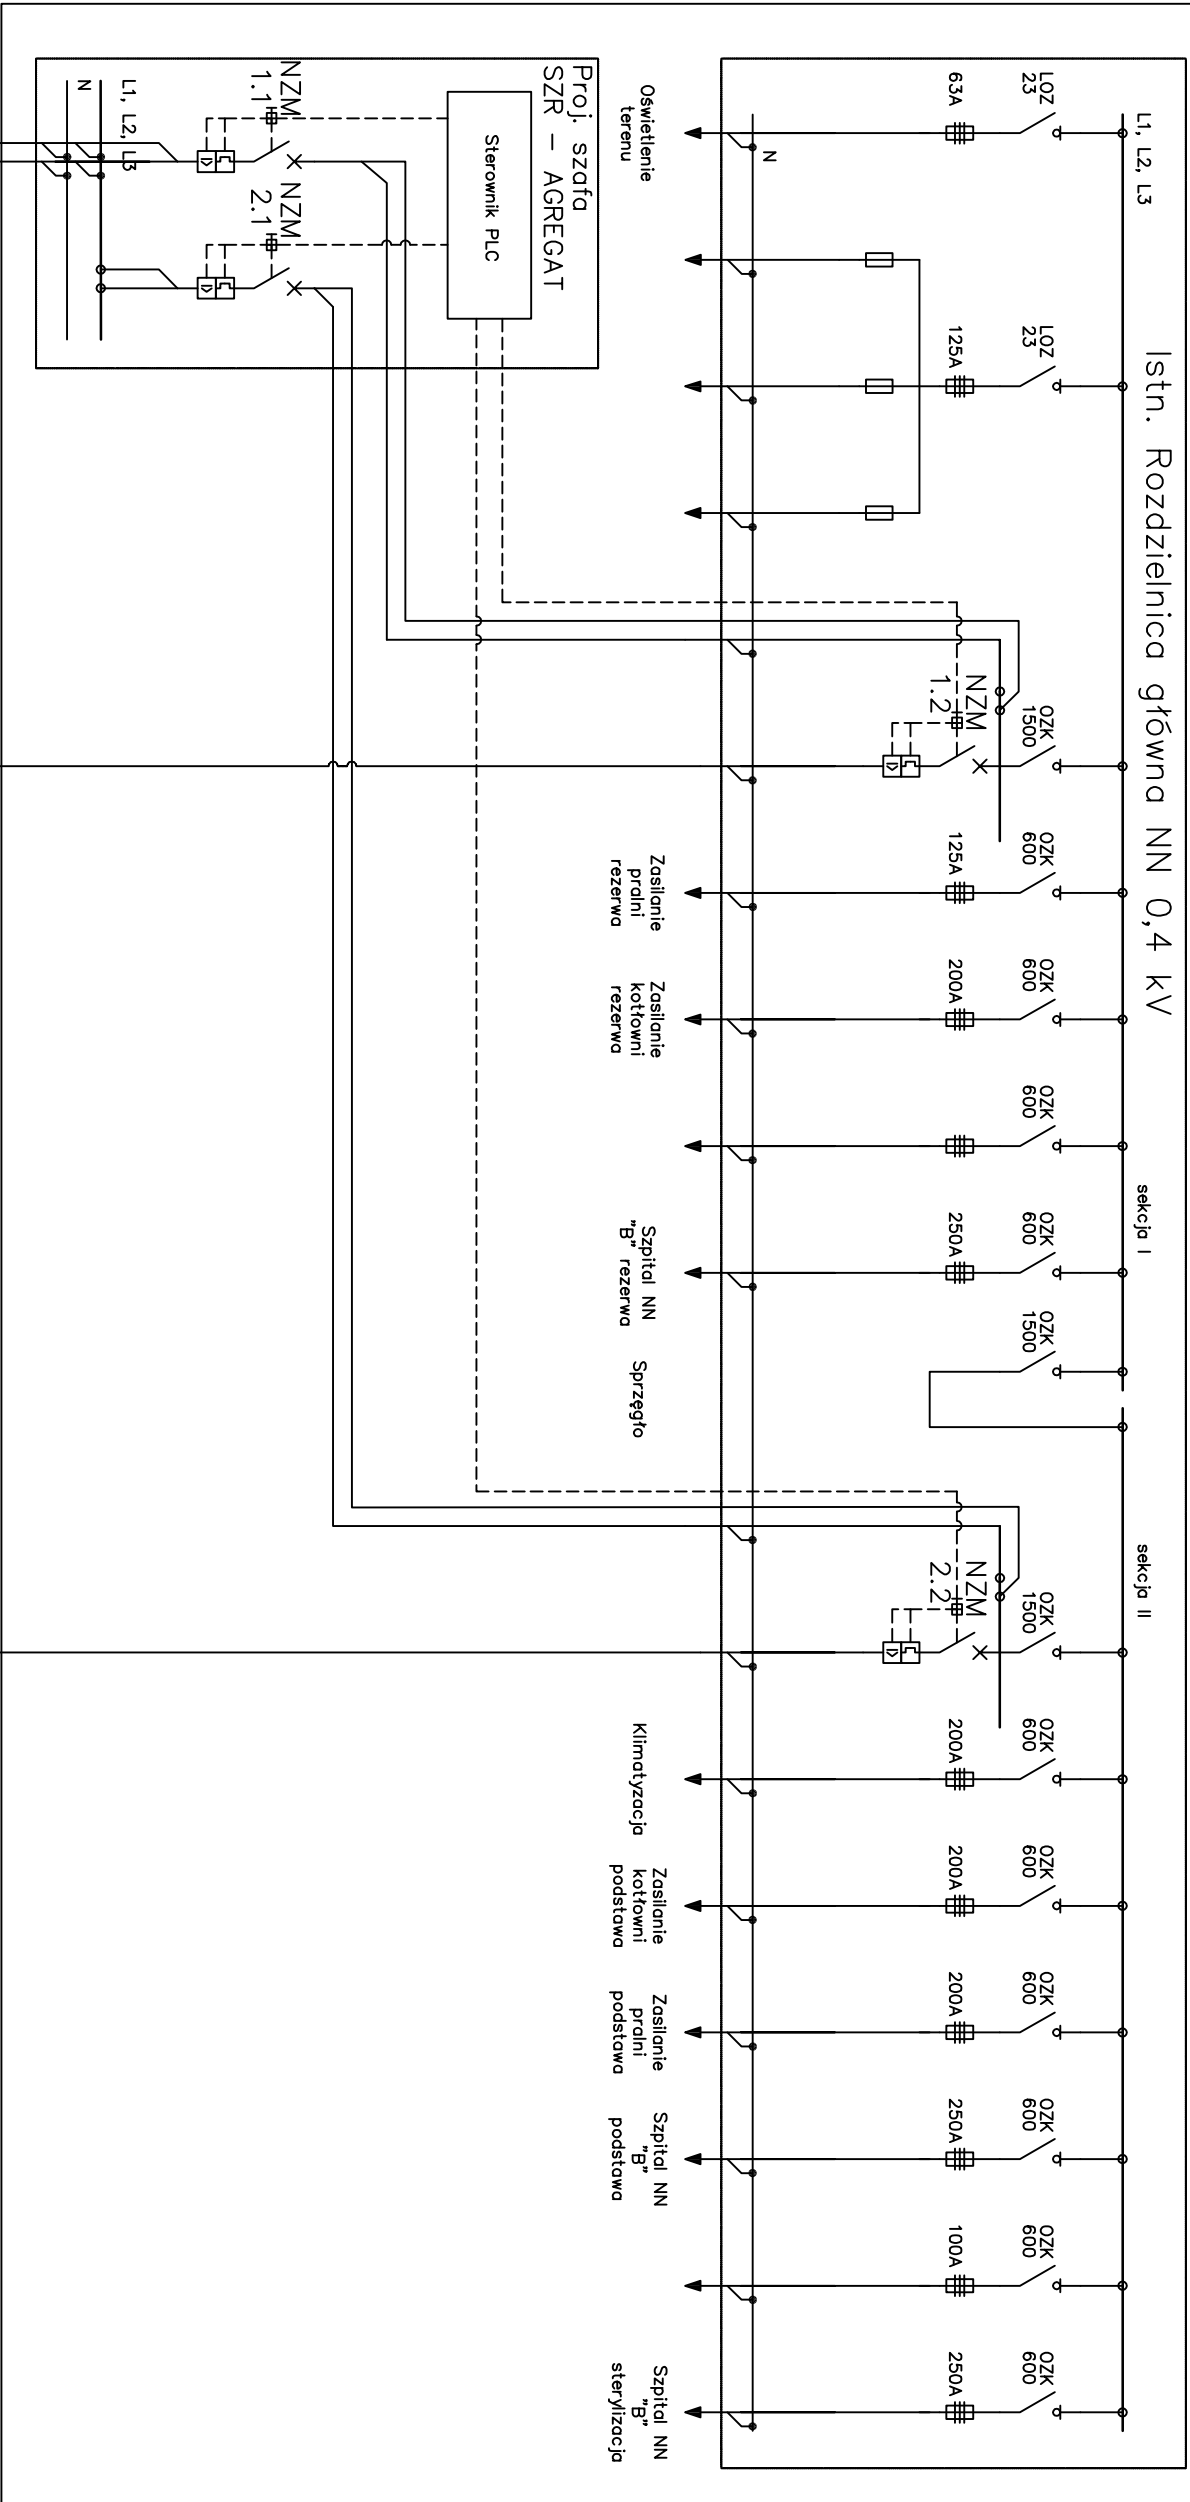 Istn. Rozdzielnica główna NN 0,4 kV
L1, L2, L3
sekcja I
sekcja II
LOZ
23
63A
N
Oświetlenie
terenu
LOZ
23
125A
OZK
1500
NZM
1.2
OZK
600
125A
Zasilanie
pralni
rezerwa
OZK
600
200A
Zasilanie
kotłowni
rezerwa
OZK
600
OZK
600
250A
Szpital NN
"B" rezerwa
OZK
1500
Sprzęgło
OZK
1500
NZM
2.2
OZK
600
200A
Klimatyzacja
OZK
600
200A
Zasilanie
kotłowni
podstawa
OZK
600
200A
Zasilanie
pralni
podstawa
OZK
600
250A
Szpital NN
"B"
podstawa
OZK
600
100A
OZK
600
250A
Szpital NN
"B"
sterylizacja
Proj. szafa
SZR – AGREGAT
Sterownik PLC
NZM
1.1
NZM
2.1
L1, L2, L3
N